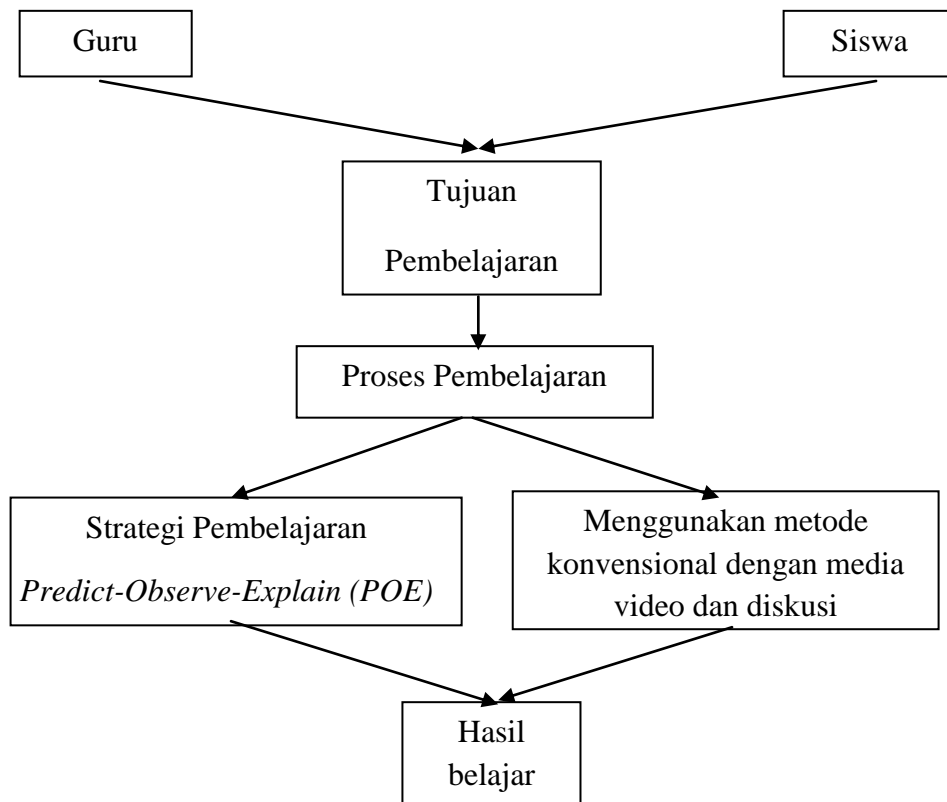 Guru
Siswa
Tujuan
Pembelajaran
Proses Pembelajaran
Strategi Pembelajaran
Predict-Observe-Explain (POE)
Menggunakan metode
konvensional dengan media
video dan diskusi
Hasil
belajar